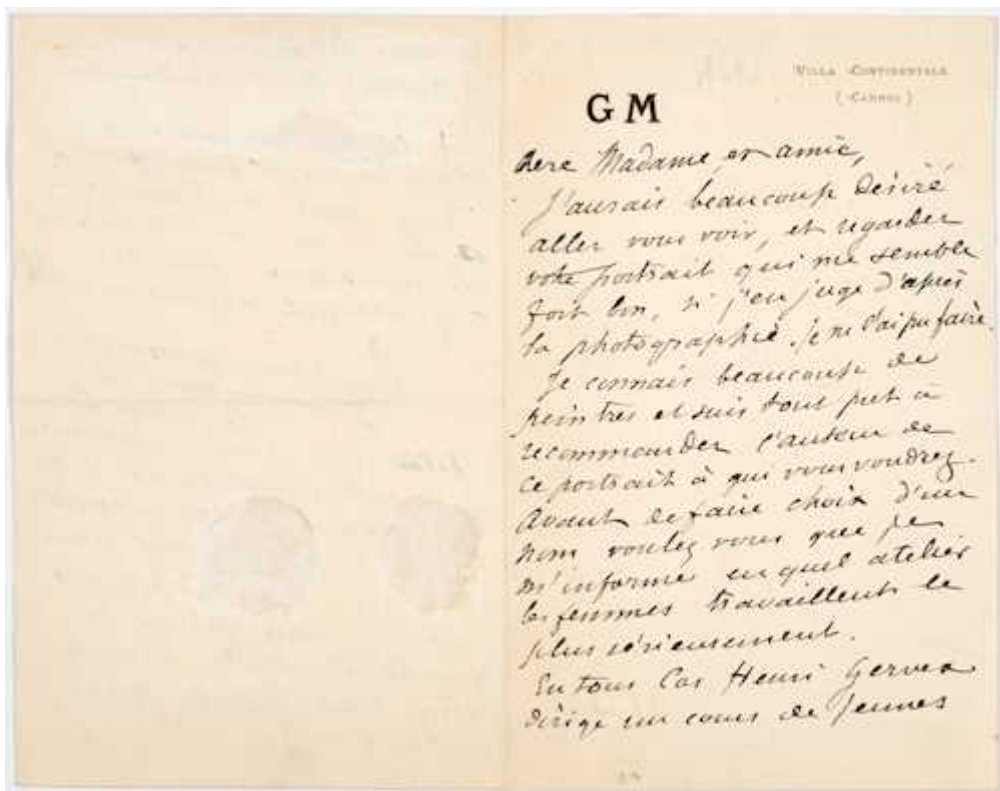 VILLA CONTINENTALE
(CANNES)
GM
Chere Madame et amie,
J'aurais beaucoup désiré
aller vous voir, et regarder
votre portrait qui me semble
fort bon, si j'en juge d'après
la photographie. Je ne l'ai pu faire.
Je connais beaucoup de
peintres et suis tout prêt à
recommander l'auteur de
ce portrait à qui vous voudrez.
Avant de faire choix d'un
nom voulez vous que je
m'informe en quel atelier
les femmes travaillent le
plus sérieusement.
En tous cas Henri Gervex
dirige un cours de jeunes